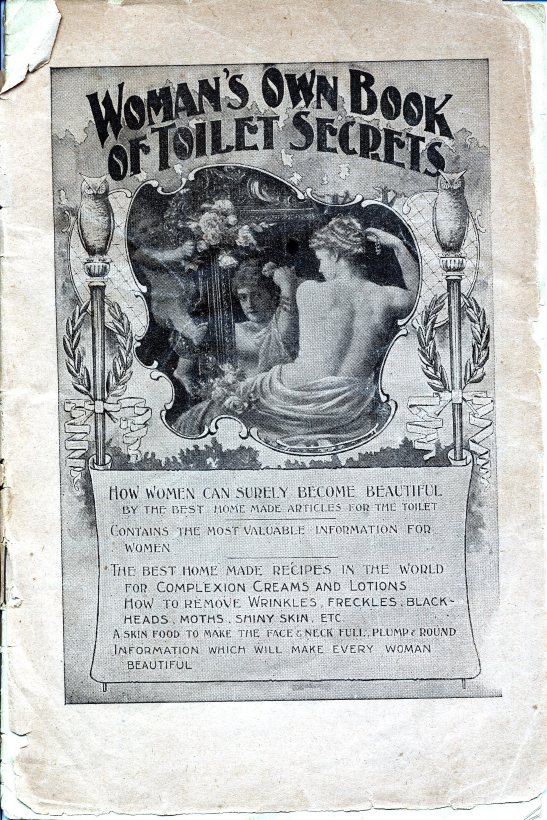 WOMAN'S OWN BOOK
OF TOILET SECRETS
HOW WOMEN CAN SURELY BECOME BEAUTIFUL
BY THE BEST HOME MADE ARTICLES FOR THE TOILET
CONTAINS THE MOST VALUABLE INFORMATION FOR
WOMEN
THE BEST HOME MADE RECIPES IN THE WORLD
FOR COMPLEXION CREAMS AND LOTIONS
HOW TO REMOVE WRINKLES, FRECKLES, BLACK-
HEADS, MOTHS, SHINY SKIN, ETC
A SKIN FOOD TO MAKE THE FACE & NECK FULL, PLUMP & ROUND
INFORMATION WHICH WILL MAKE EVERY WOMAN
BEAUTIFUL